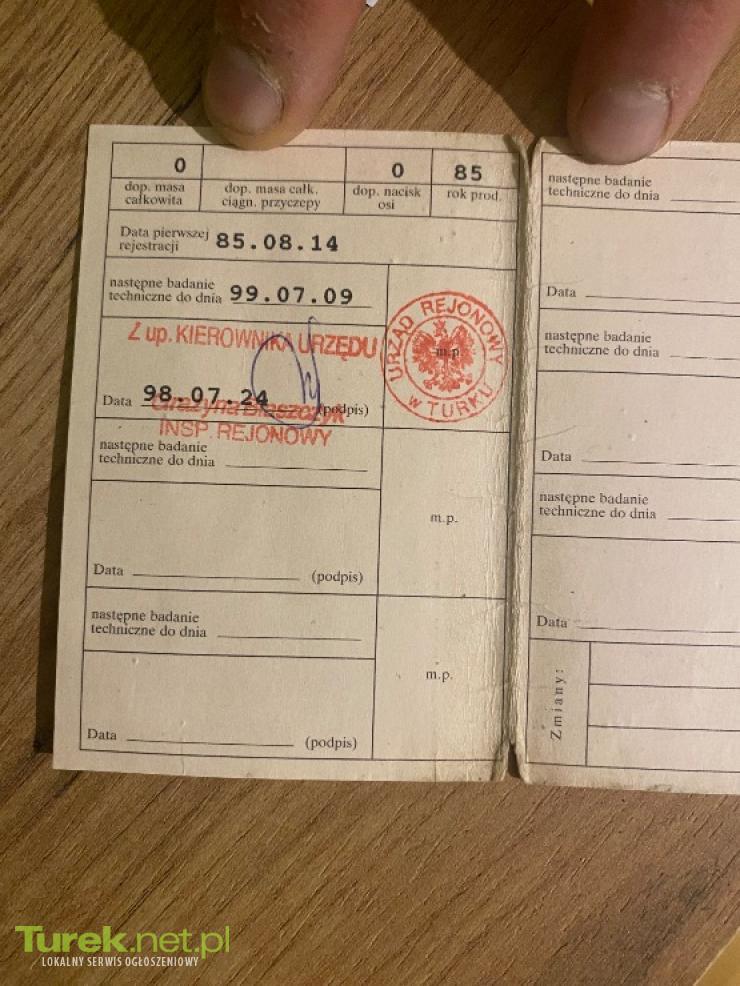 0 0 85
dop. masa całkowita dop. masa całk. ciągn. przyczepy dop. nacisk osi rok prod.
Data pierwszej rejestracji 85.08.14
następne badanie
techniczne do dnia 99.07.09
Z up. KIEROWNIKA URZĘDU
Data 98.07.24 (podpis)
Grażyna Błaszczyk
INSP. REJONOWY
URZĄD REJONOWY w TURKU
m.p.
następne badanie
techniczne do dnia
m.p.
Data (podpis)
następne badanie
techniczne do dnia
m.p.
Data (podpis)
następne badanie
techniczne do dnia
Data
następne badanie
techniczne do dnia
Data
następne badanie
techniczne do dnia
Data
Zmiany:
Turek.net.pl
LOKALNY SERWIS OGŁOSZENIOWY